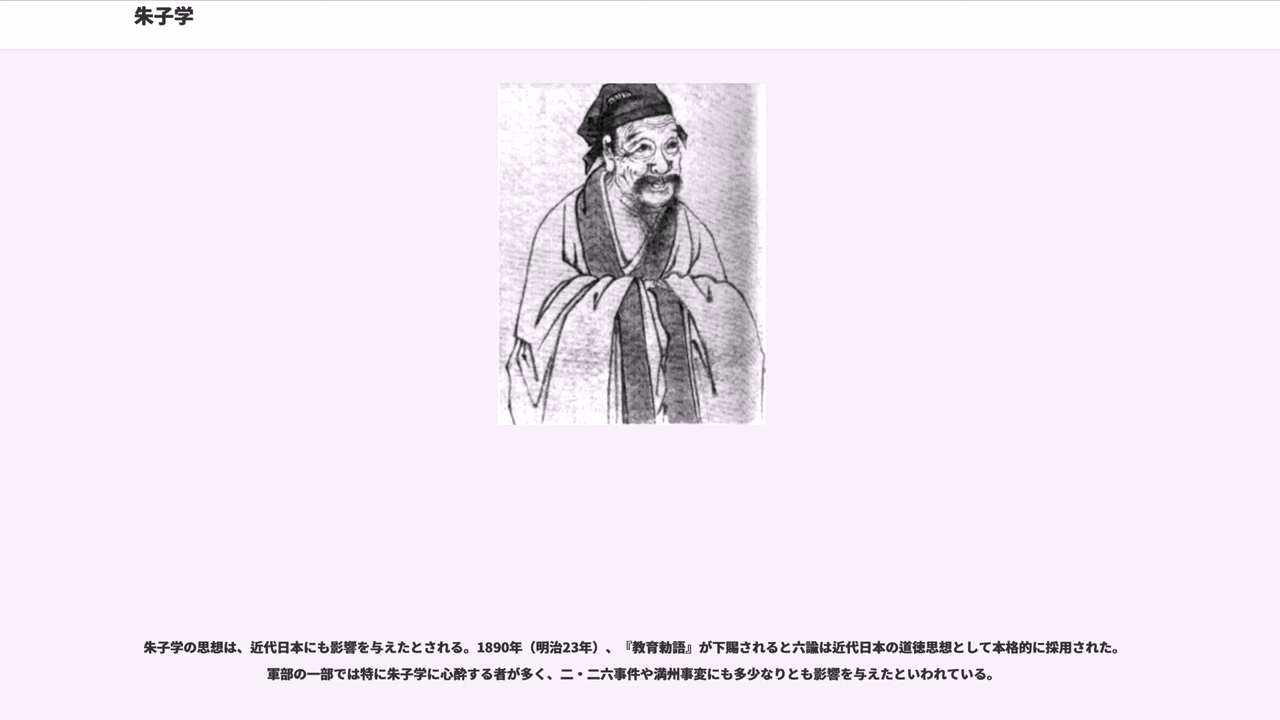 朱子学
朱子学の思想は、近代日本にも影響を与えたとされる。1890年（明治23年）、『教育勅語』が下賜されると六諭は近代日本の道徳思想として本格的に採用された。
軍部の一部では特に朱子学に心酔する者が多く、二・二六事件や満州事変にも多少なりとも影響を与えたといわれている。